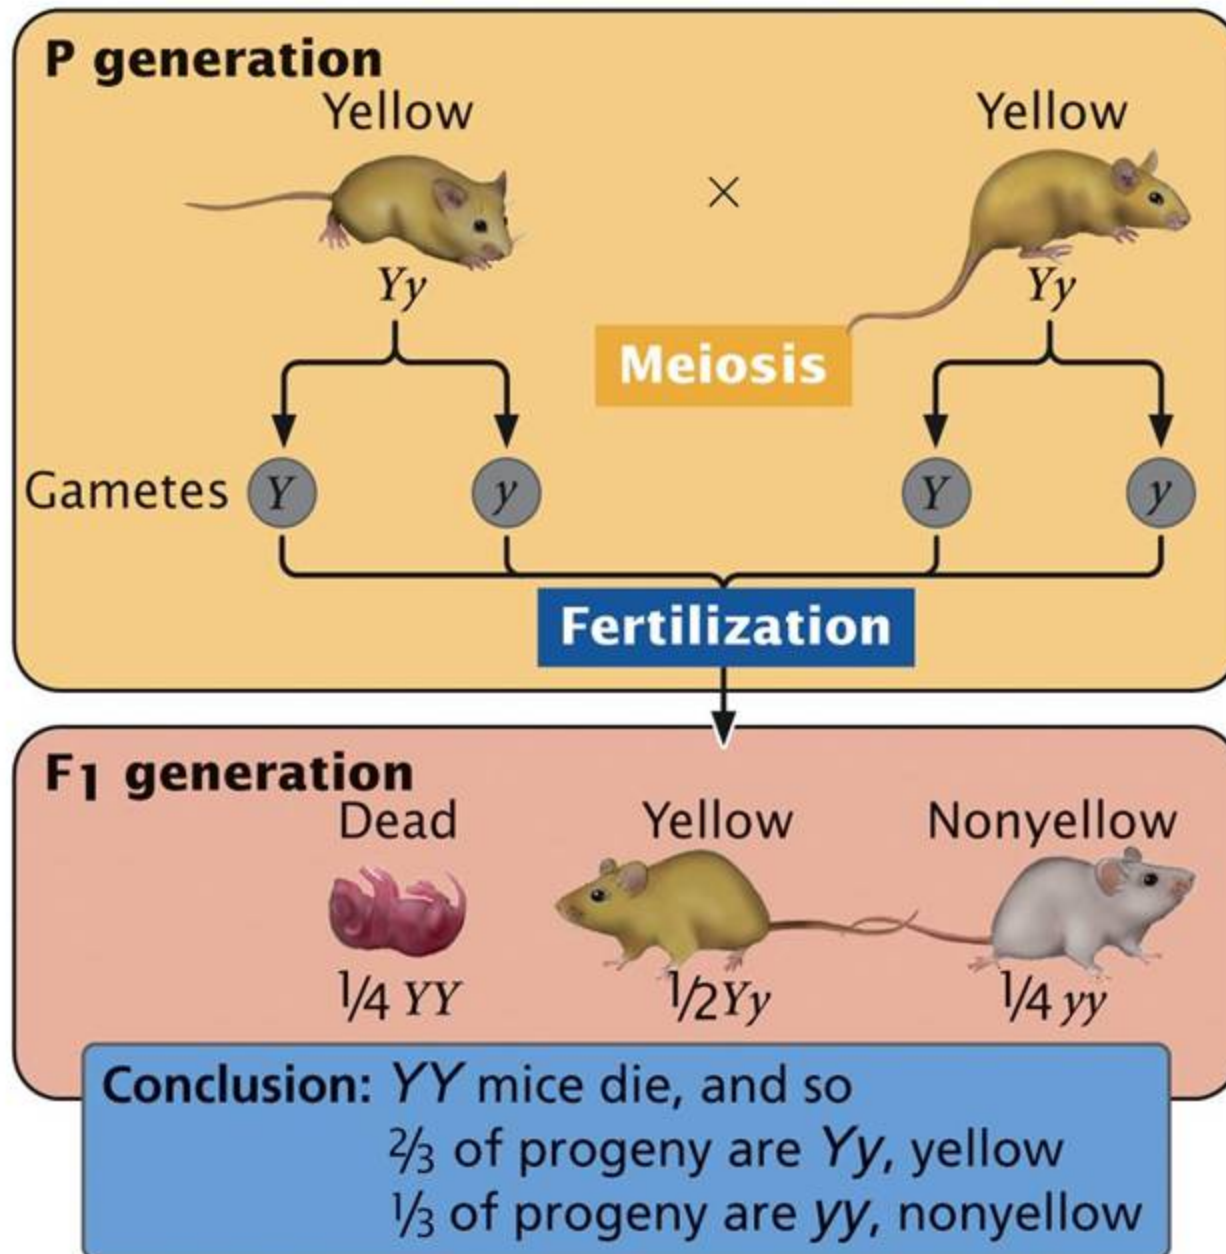 P generation
Yellow Yellow
×
Yy Yy
Meiosis
Gametes Y y Y y
Fertilization
F1 generation
Dead Yellow Nonyellow
1/4 YY 1/2Yy 1/4 yy
Conclusion: YY mice die, and so
2/3 of progeny are Yy, yellow
1/3 of progeny are yy, nonyellow